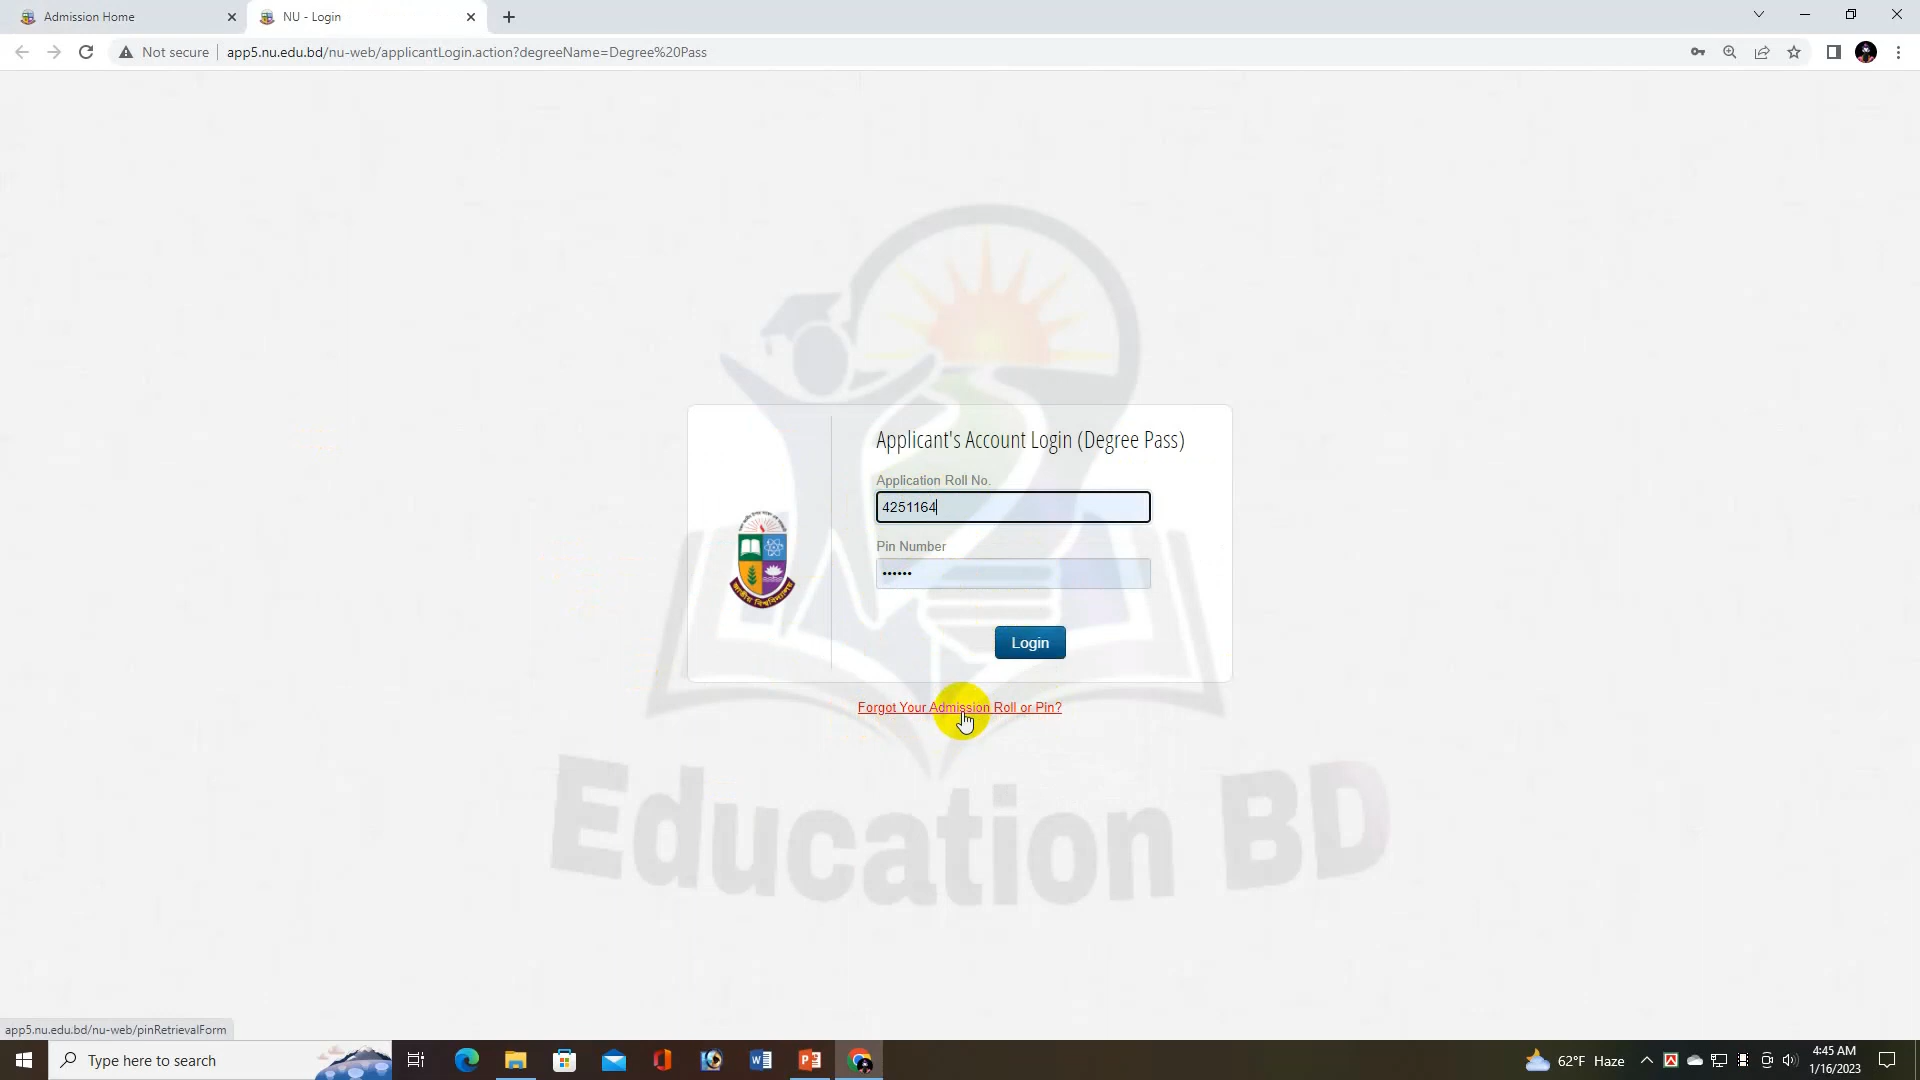 Admission Home
NU - Login
Not secure
app5.nu.edu.bd/nu-web/applicantLogin.action?degreeName=Degree%20Pass
Applicant's Account Login (Degree Pass)
Application Roll No.
4251164
Pin Number
••••••
Login
Forgot Your Admission Roll or Pin?
Education BD
app5.nu.edu.bd/nu-web/pinRetrievalForm
Type here to search
62°F Haze
4:45 AM
1/16/2023